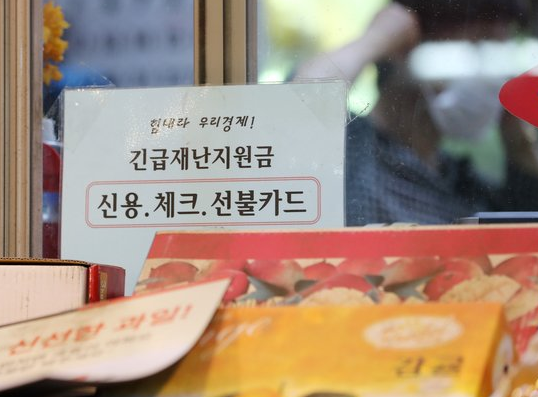 힘내라 우리경제!
긴급재난지원금
신용.체크.선불카드
신선한 과일!
감귤